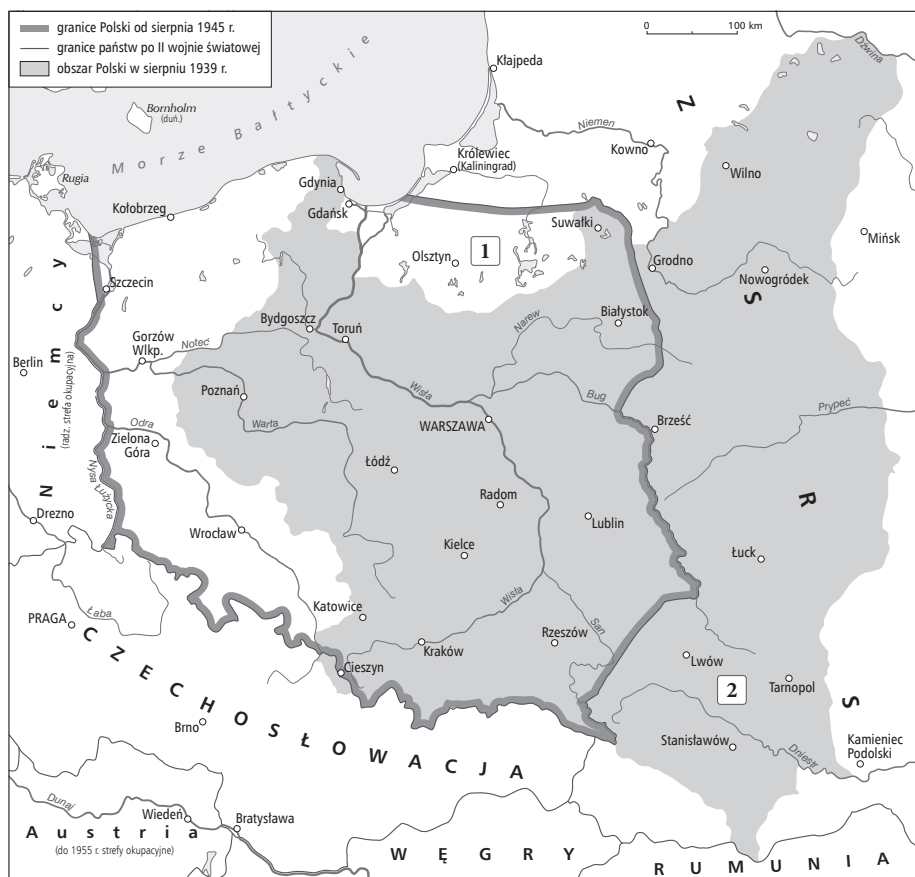 granice Polski od sierpnia 1945 r.
granice państw po II wojnie światowej
obszar Polski w sierpniu 1939 r.
0 100 km
Dźwina
Kłajpeda
Bornholm
(duń.)
Morze Bałtyckie
Niemen
Kowno
Z S R S
Wilno
Rugia
Królewiec
(Kaliningrad)
Gdynia
Gdańsk
Kołobrzeg
Suwałki
Mińsk
1
Olsztyn
Grodno
Nowogródek
Szczecin
Niemcy
(radz. strefa okupacyjna)
Bydgoszcz
Toruń
Białystok
Narew
Gorzów
Wlkp.
Noteć
Berlin
Poznań
Wisła
Bug
Prypeć
Warta
WARSZAWA
Brześć
Odra
Zielona
Góra
Łódź
Nysa
Łużycka
Radom
Lublin
Drezno
Wrocław
Kielce
Łuck
Łaba
PRAGA
Katowice
Wisła
San
Kraków
Rzeszów
Lwów
Cieszyn
2
Tarnopol
CZECHOSŁOWACJA
Brno
Stanisławów
Dniestr
Kamieniec
Podolski
Dunaj
Wiedeń
Bratysława
Austria
(do 1955 r. strefy okupacyjne)
WĘGRY
RUMUNIA